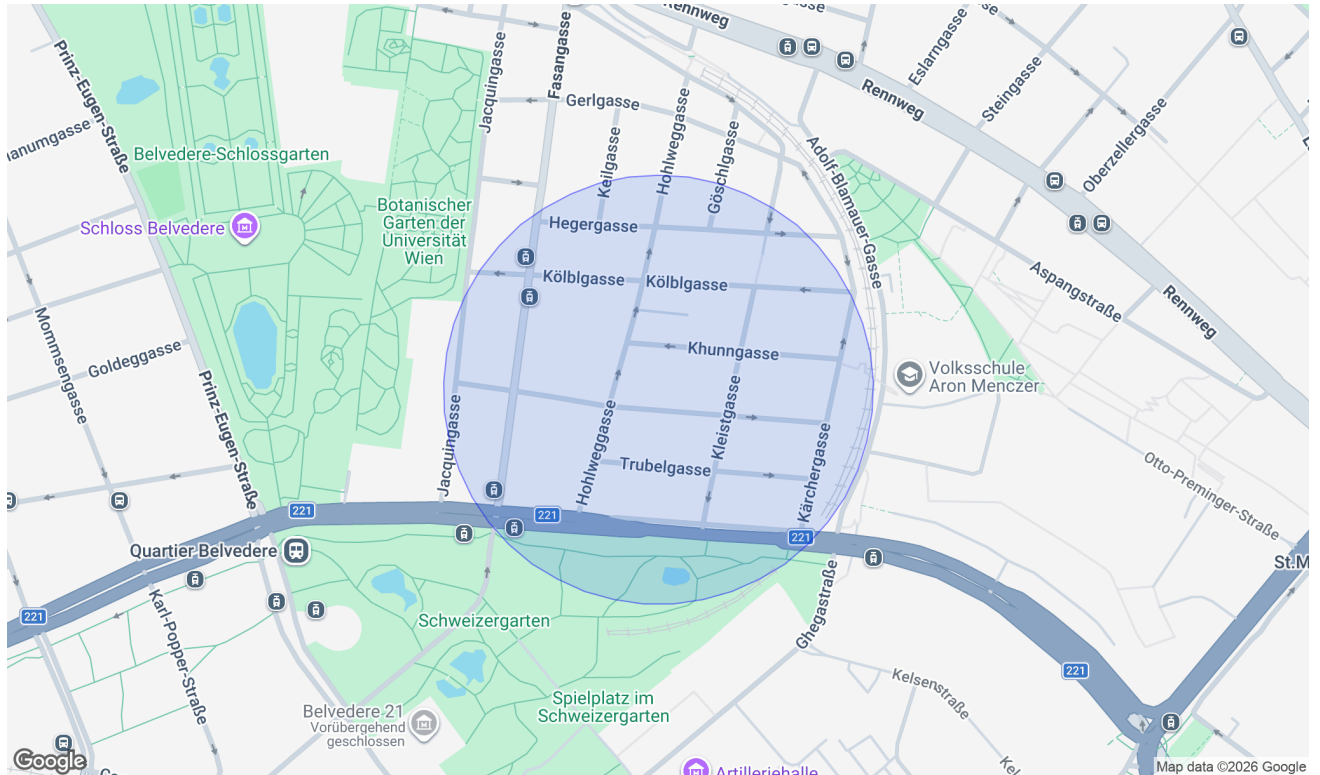 Rennweg
Prinz-Eugen-Straße
Jacquingasse
Fasangasse
Hohlweggasse
Eslarngasse
Steingasse
Gerlgasse
Rennweg
Oberzellergasse
Keilgasse
Göschlgasse
Adolf-Blamauer-Gasse
Belvedere-Schlossgarten
Botanischer
Garten der
Universität
Wien
Schloss Belvedere
Hegergasse
Kölblgasse
Kölblgasse
Aspangstraße
Rennweg
Mommsengasse
Goldeggasse
Khunngasse
Volksschule
Aron Menczer
Prinz-Eugen-Straße
Jacquingasse
Hohlweggasse
Kleistgasse
Kärchergasse
Trubelgasse
Otto-Preminger-Straße
221
221
221
Quartier Belvedere
St.M
221
Karl-Popper-Straße
Schweizergarten
Ghegastraße
221
Kelsenstraße
Spielplatz im
Schweizergarten
Belvedere 21
Vorübergehend
geschlossen
Kel
Artilleriehalle
Google
Map data ©2026 Google